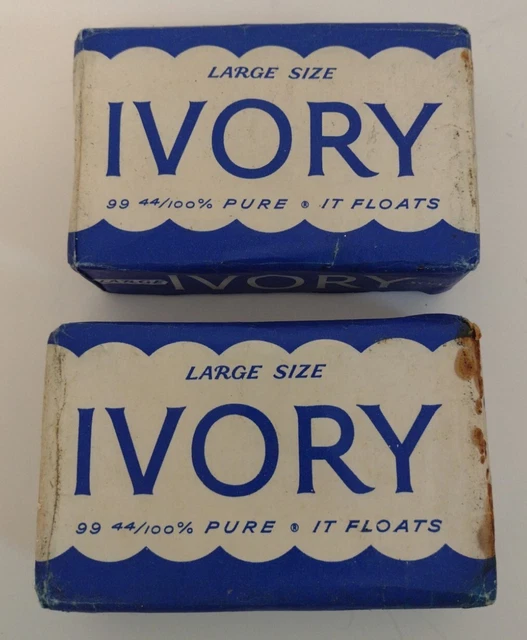 LARGE SIZE
IVORY
99 44/100% PURE ® IT FLOATS
LARGE IVORY
LARGE SIZE
IVORY
99 44/100% PURE ® IT FLOATS